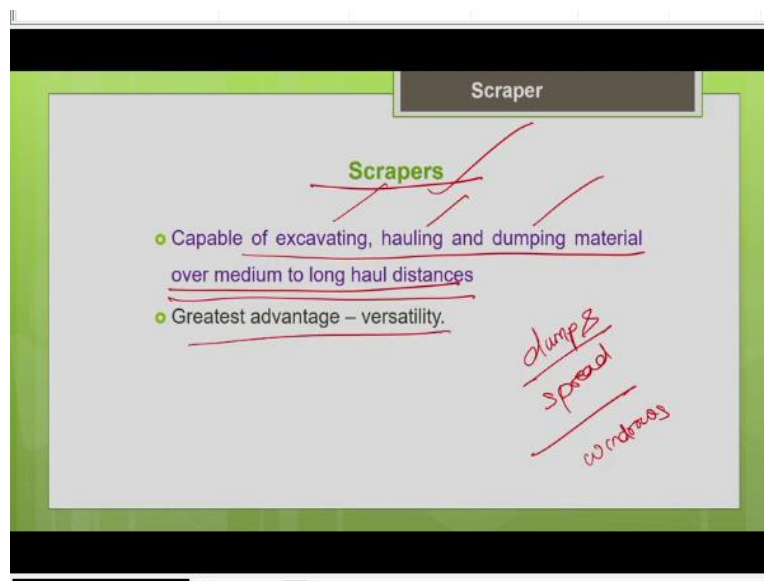 Scraper
Scrapers
Capable of excavating, hauling and dumping material
over medium to long haul distances
Greatest advantage – versatility.
dump &
spread
windrows